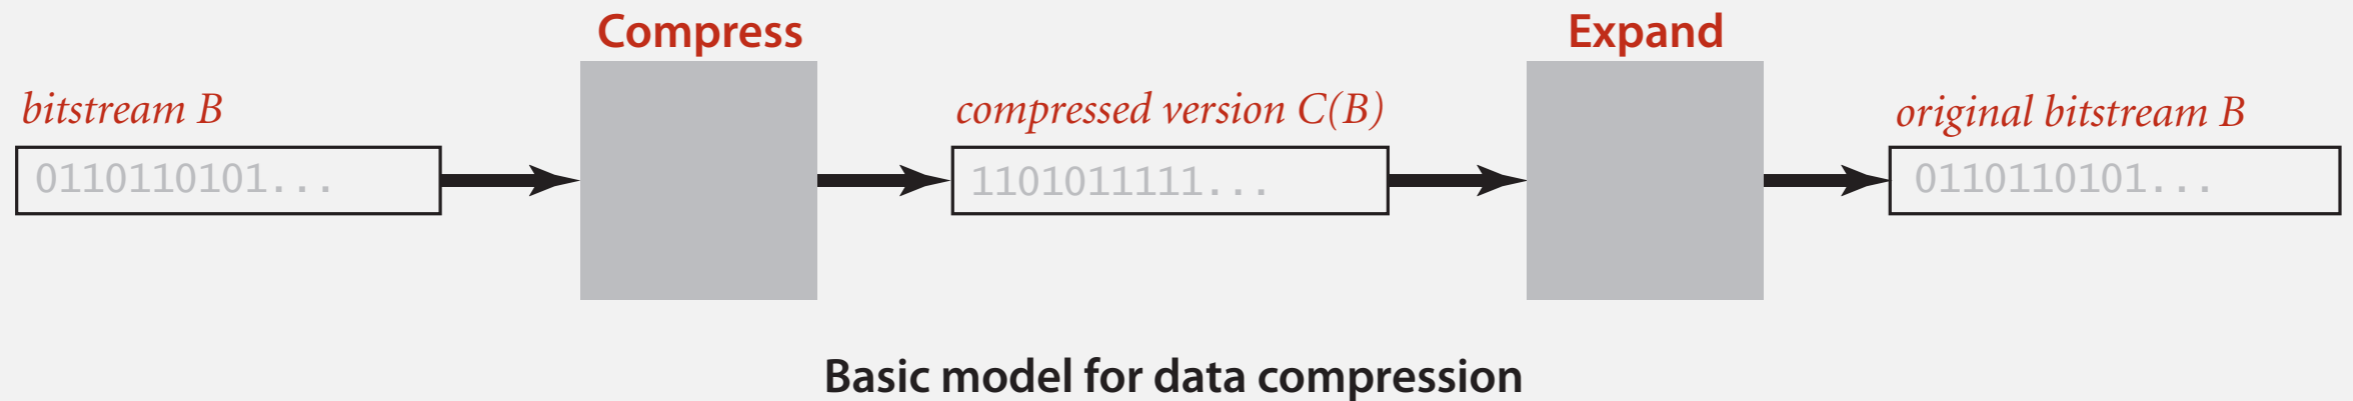 Compress
Expand
bitstream B
compressed version C(B)
original bitstream B
0110110101...
1101011111...
0110110101...
Basic model for data compression